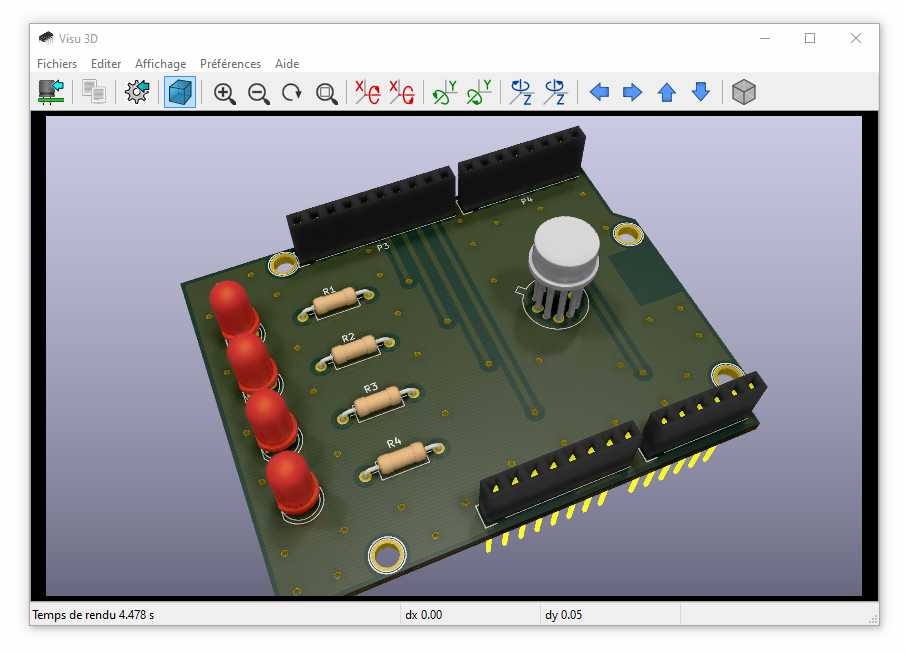 Visu 3D
Fichiers Editer Affichage Préférences Aide
X X Y Y Z Z
P4
P3
R1
R2
R3
R4
Temps de rendu 4.478 s dx 0.00 dy 0.05